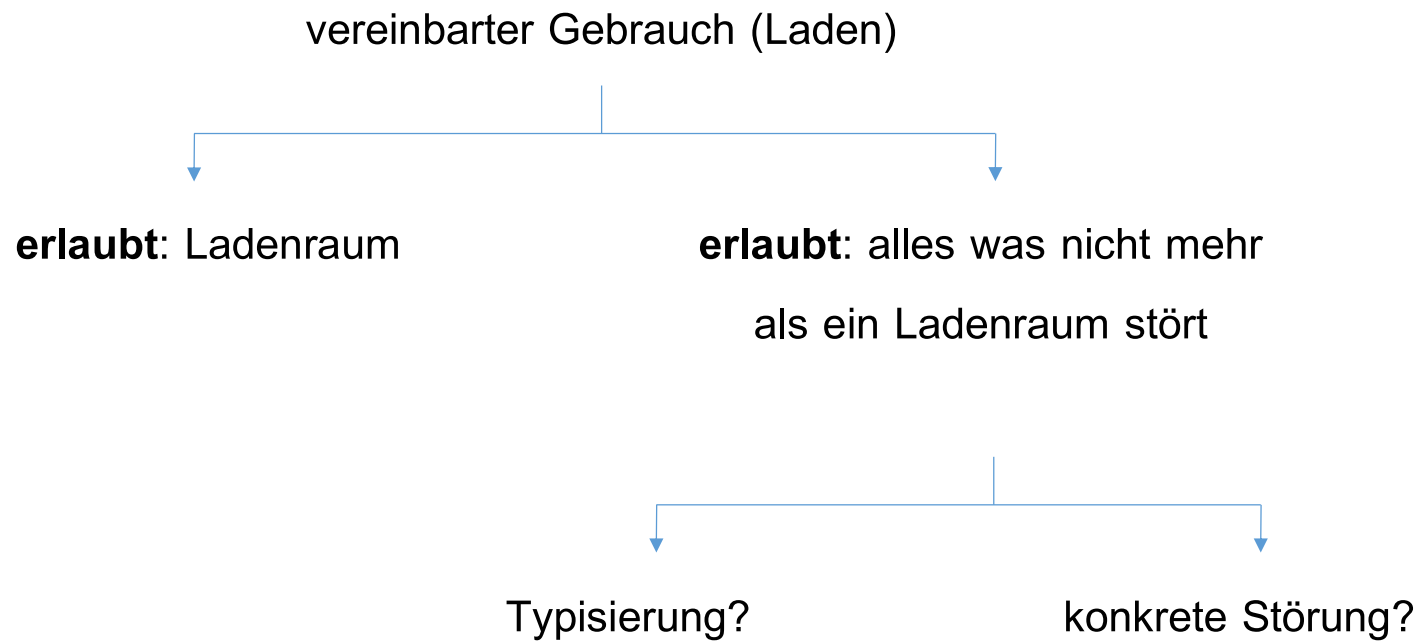 vereinbarter Gebrauch (Laden)
erlaubt: Ladenraum
erlaubt: alles was nicht mehr
als ein Ladenraum stört
Typisierung?
konkrete Störung?